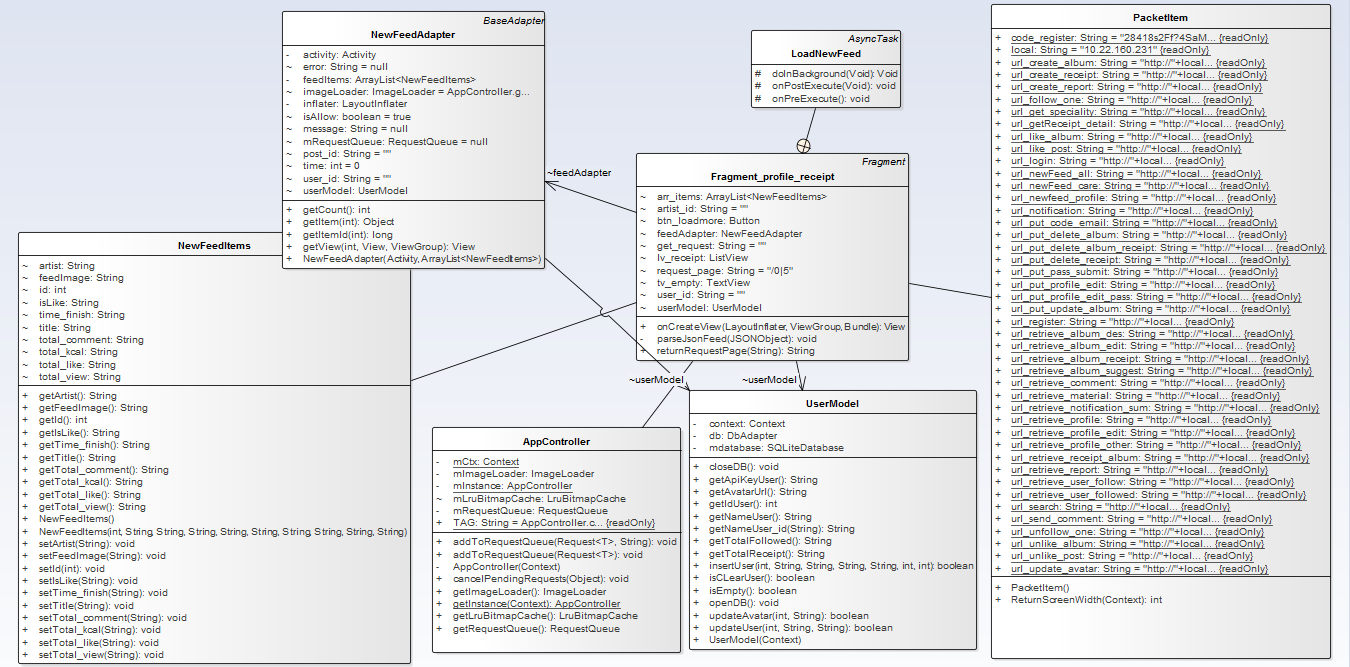 BaseAdapter
NewFeedAdapter
- activity: Activity
~ error: String = null
- feedItems: ArrayList<NewFeedItems>
~ imageLoader: ImageLoader = AppController.g...
- inflater: LayoutInflater
~ isAllow: boolean = true
~ message: String = null
~ mRequestQueue: RequestQueue = null
~ post_id: String = ""
~ time: int = 0
~ user_id: String = ""
~ userModel: UserModel
+ getCount(): int
+ getItem(int): Object
+ getItemId(int): long
+ getView(int, View, ViewGroup): View
+ NewFeedAdapter(Activity, ArrayList<NewFeedItems>)
NewFeedItems
~ artist: String
~ feedImage: String
~ id: int
~ isLike: String
~ time_finish: String
~ title: String
~ total_comment: String
~ total_kcal: String
~ total_like: String
~ total_view: String
+ getArtist(): String
+ getFeedImage(): String
+ getId(): int
+ getIsLike(): String
+ getTime_finish(): String
+ getTitle(): String
+ getTotal_comment(): String
+ getTotal_kcal(): String
+ getTotal_like(): String
+ getTotal_view(): String
+ NewFeedItems()
+ NewFeedItems(int, String, String, String, String, String, String, String, String, String)
+ setArtist(String): void
+ setFeedImage(String): void
+ setId(int): void
+ setIsLike(String): void
+ setTime_finish(String): void
+ setTitle(String): void
+ setTotal_comment(String): void
+ setTotal_kcal(String): void
+ setTotal_like(String): void
+ setTotal_view(String): void
AsyncTask
LoadNewFeed
# doInBackground(Void): Void
# onPostExecute(Void): void
# onPreExecute(): void
~feedAdapter
Fragment
Fragment_profile_receipt
~ arr_items: ArrayList<NewFeedItems>
~ artist_id: String = ""
~ btn_loadmore: Button
~ feedAdapter: NewFeedAdapter
~ get_request: String = ""
~ lv_receipt: ListView
~ request_page: String = "/0|5"
~ tv_empty: TextView
~ user_id: String = ""
~ userModel: UserModel
+ onCreateView(LayoutInflater, ViewGroup, Bundle): View
- parseJsonFeed(JSONObject): void
+ returnRequestPage(String): String
~userModel
~userModel
AppController
- mCtx: Context
- mImageLoader: ImageLoader
- mInstance: AppController
~ mLruBitmapCache: LruBitmapCache
- mRequestQueue: RequestQueue
+ TAG: String = AppController.c... {readOnly}
+ addToRequestQueue(Request<T>, String): void
+ addToRequestQueue(Request<T>): void
- AppController(Context)
+ cancelPendingRequests(Object): void
+ getImageLoader(): ImageLoader
+ getInstance(Context): AppController
+ getLruBitmapCache(): LruBitmapCache
+ getRequestQueue(): RequestQueue
UserModel
- context: Context
- db: DbAdapter
- mdatabase: SQLiteDatabase
+ closeDB(): void
+ getApiKeyUser(): String
+ getAvatarUrl(): String
+ getIdUser(): int
+ getNameUser(): String
+ getNameUser_id(String): String
+ getTotalFollowed(): String
+ getTotalReceipt(): String
+ insertUser(int, String, String, String, String, int, int): boolean
+ isCLearUser(): boolean
+ isEmpty(): boolean
+ openDB(): void
+ updateAvatar(int, String): boolean
+ updateUser(int, String, String): boolean
+ UserModel(Context)
PacketItem
+ code_register: String = "28418s2Ff?4SaM... {readOnly}
+ local: String = "10.22.160.231" {readOnly}
+ url_create_album: String = "http://"+local... {readOnly}
+ url_create_receipt: String = "http://"+local... {readOnly}
+ url_create_report: String = "http://"+local... {readOnly}
+ url_follow_one: String = "http://"+local... {readOnly}
+ url_get_speciality: String = "http://"+local... {readOnly}
+ url_getReceipt_detail: String = "http://"+local... {readOnly}
+ url_like_album: String = "http://"+local... {readOnly}
+ url_like_post: String = "http://"+local... {readOnly}
+ url_login: String = "http://"+local... {readOnly}
+ url_newFeed_all: String = "http://"+local... {readOnly}
+ url_newFeed_care: String = "http://"+local... {readOnly}
+ url_newfeed_profile: String = "http://"+local... {readOnly}
+ url_notification: String = "http://"+local... {readOnly}
+ url_put_code_email: String = "http://"+local... {readOnly}
+ url_put_delete_album: String = "http://"+local... {readOnly}
+ url_put_delete_album_receipt: String = "http://"+local... {readOnly}
+ url_put_delete_receipt: String = "http://"+local... {readOnly}
+ url_put_pass_submit: String = "http://"+local... {readOnly}
+ url_put_profile_edit: String = "http://"+local... {readOnly}
+ url_put_profile_edit_pass: String = "http://"+local... {readOnly}
+ url_put_update_album: String = "http://"+local... {readOnly}
+ url_register: String = "http://"+local... {readOnly}
+ url_retrieve_album_des: String = "http://"+local... {readOnly}
+ url_retrieve_album_edit: String = "http://"+local... {readOnly}
+ url_retrieve_album_receipt: String = "http://"+local... {readOnly}
+ url_retrieve_album_suggest: String = "http://"+local... {readOnly}
+ url_retrieve_comment: String = "http://"+local... {readOnly}
+ url_retrieve_material: String = "http://"+local... {readOnly}
+ url_retrieve_notification_sum: String = "http://"+local... {readOnly}
+ url_retrieve_profile: String = "http://"+local... {readOnly}
+ url_retrieve_profile_edit: String = "http://"+local... {readOnly}
+ url_retrieve_profile_other: String = "http://"+local... {readOnly}
+ url_retrieve_receipt_album: String = "http://"+local... {readOnly}
+ url_retrieve_report: String = "http://"+local... {readOnly}
+ url_retrieve_user_follow: String = "http://"+local... {readOnly}
+ url_retrieve_user_followed: String = "http://"+local... {readOnly}
+ url_search: String = "http://"+local... {readOnly}
+ url_send_comment: String = "http://"+local... {readOnly}
+ url_unfollow_one: String = "http://"+local... {readOnly}
+ url_unlike_album: String = "http://"+local... {readOnly}
+ url_unlike_post: String = "http://"+local... {readOnly}
+ url_update_avatar: String = "http://"+local... {readOnly}
+ PacketItem()
+ ReturnScreenWidth(Context): int